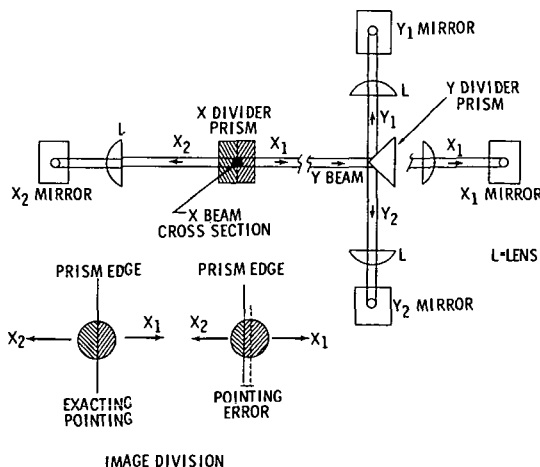 Y1 MIRROR
L
Y DIVIDER
PRISM
X DIVIDER
PRISM
L
Y1
X2
X1
X1
Y BEAM
X2 MIRROR
X1 MIRROR
X BEAM
CROSS SECTION
Y2
L
L=LENS
Y2 MIRROR
PRISM EDGE
PRISM EDGE
X2
X1
X2
X1
EXACTING
POINTING
POINTING
ERROR
IMAGE DIVISION